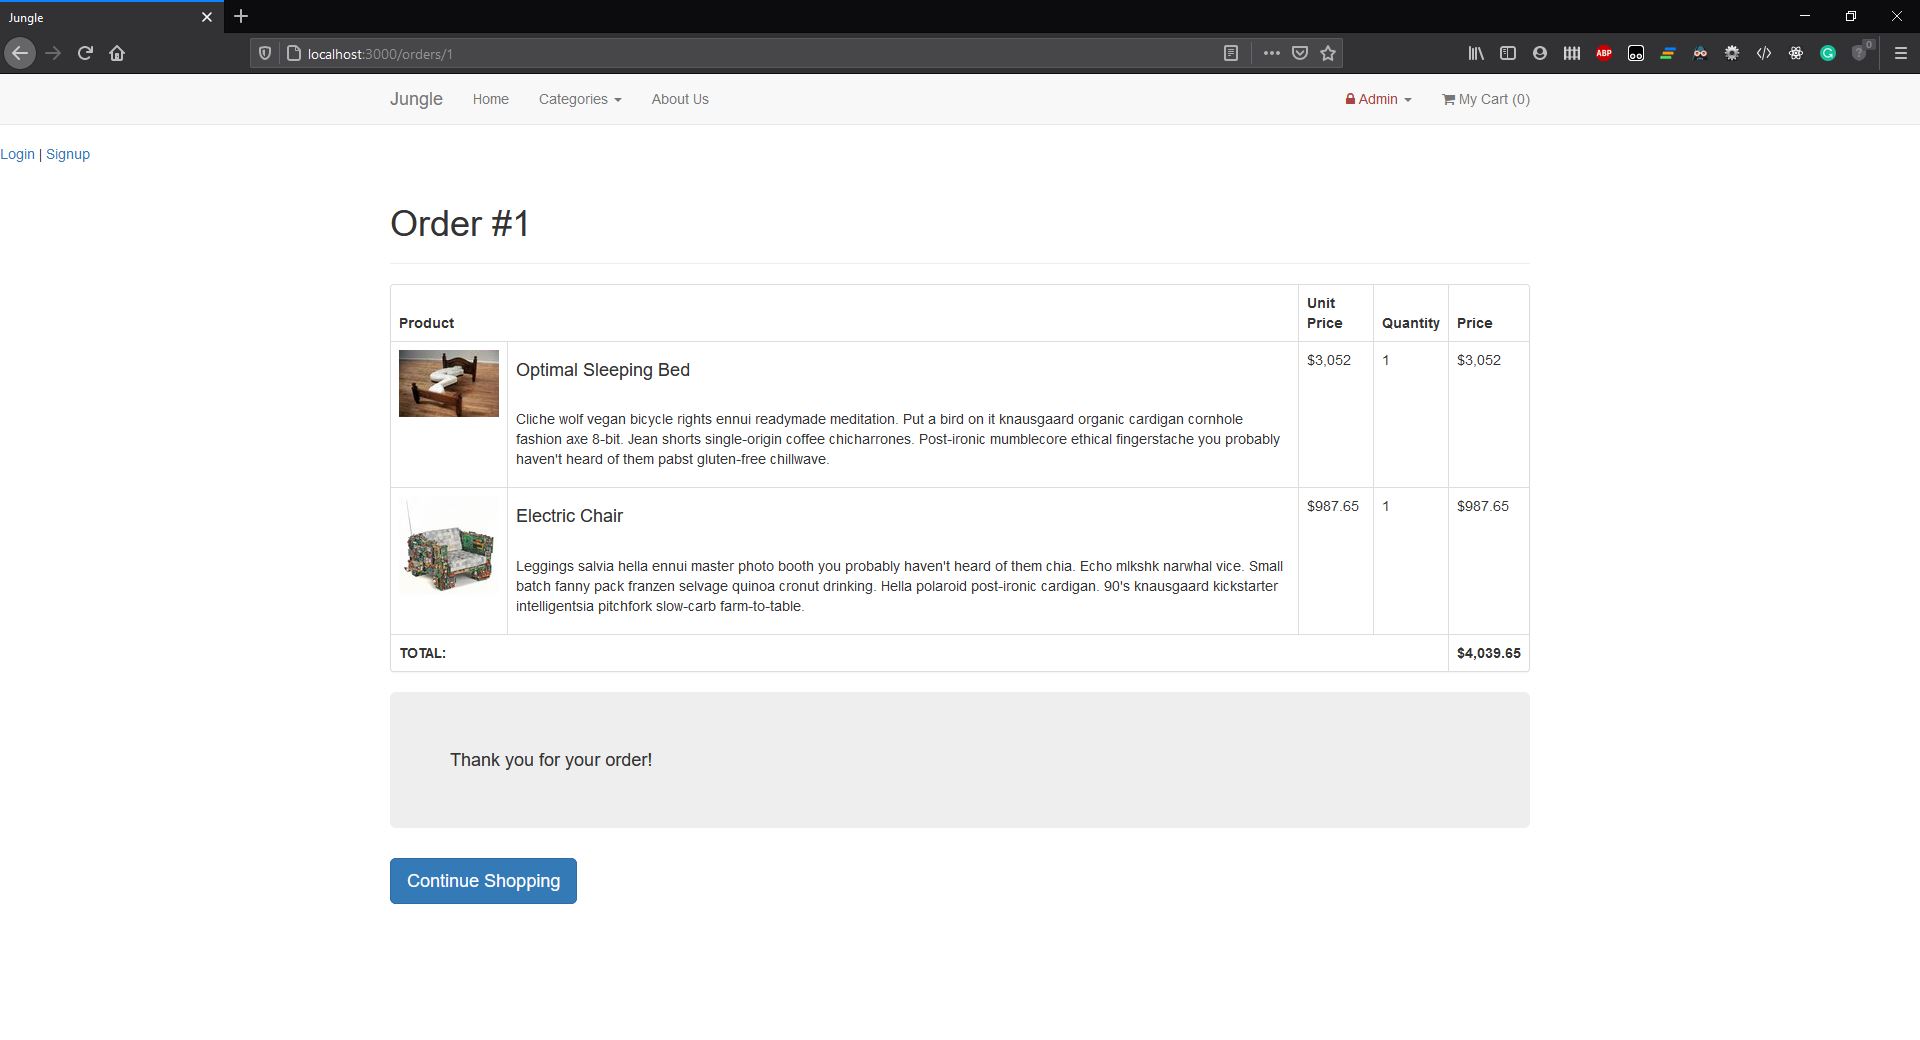 Jungle
localhost:3000/orders/1
ABP
0
Jungle Home Categories About Us Admin My Cart (0)
Login | Signup
Order #1
Product Unit Price Quantity Price
Optimal Sleeping Bed $3,052 1 $3,052
Cliche wolf vegan bicycle rights ennui readymade meditation. Put a bird on it knausgaard organic cardigan cornhole
fashion axe 8-bit. Jean shorts single-origin coffee chicharrones. Post-ironic mumblecore ethical fingerstache you probably
haven't heard of them pabst gluten-free chillwave.
Electric Chair $987.65 1 $987.65
Leggings salvia hella ennui master photo booth you probably haven't heard of them chia. Echo mlkshk narwhal vice. Small
batch fanny pack franzen selvage quinoa cronut drinking. Hella polaroid post-ironic cardigan. 90's knausgaard kickstarter
intelligentsia pitchfork slow-carb farm-to-table.
TOTAL: $4,039.65
Thank you for your order!
Continue Shopping